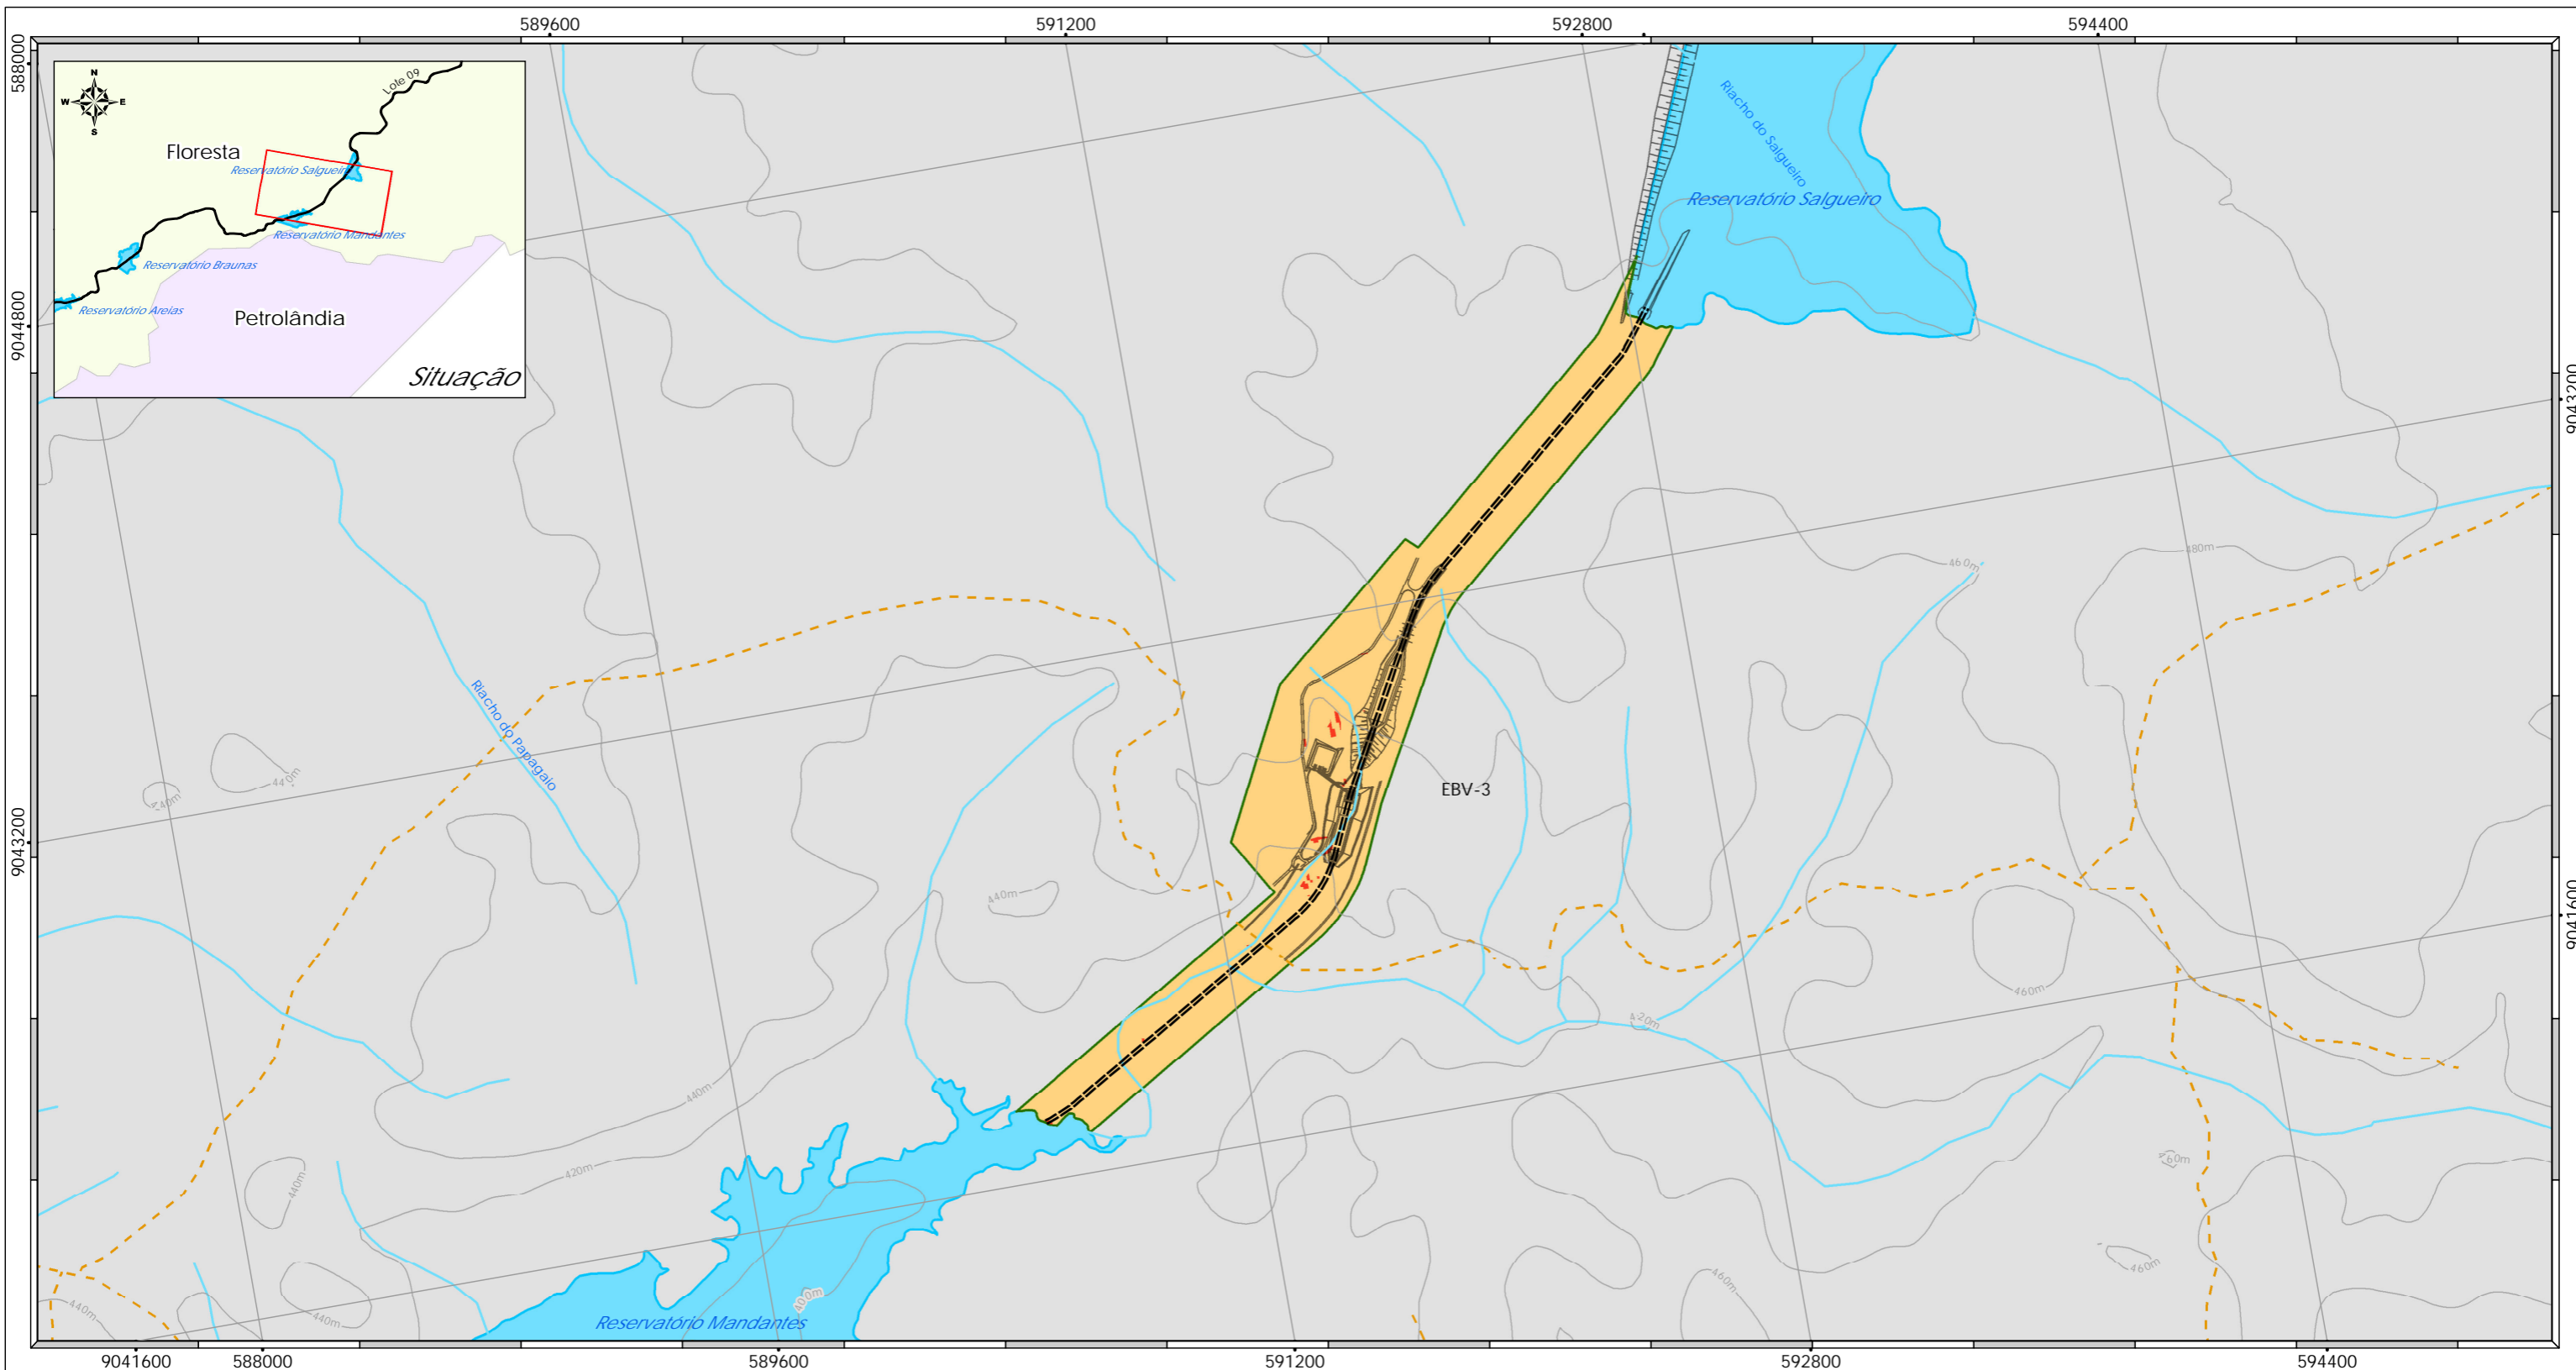 589600
591200
592800
594400
588000
9044800
9043200
9043200
9041600
N
W
E
S
Lote 09
Floresta
Reservatório Salgueiro
Reservatório Mandantes
Reservatório Braunas
Reservatório Areias
Petrolândia
Situação
Riacho do Salgueiro
Reservatório Salgueiro
460m
480m
Riacho do Papagaio
440m
440m
EBV-3
440m
460m
420m
440m
420m
440m
460m
460m
460m
400m
440m
440m
Reservatório Mandantes
9041600
588000
589600
591200
592800
594400